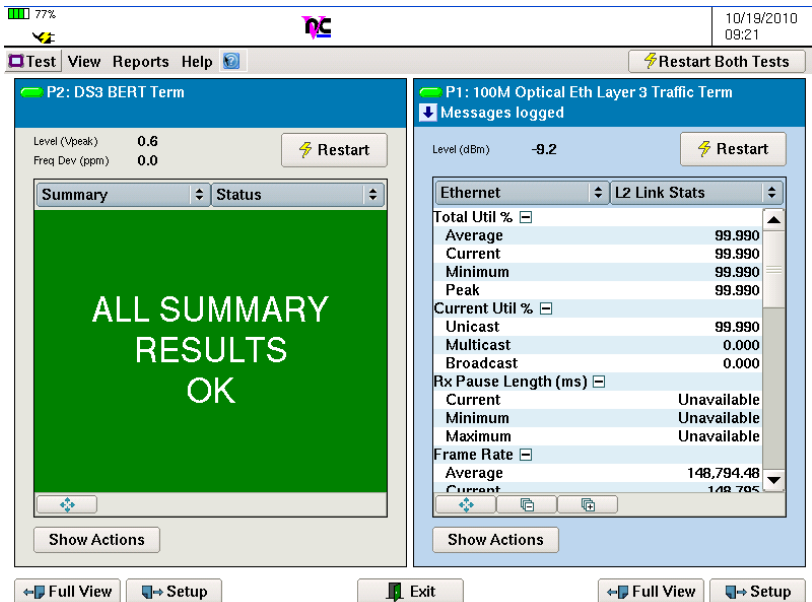 77%
VNC
10/19/2010
09:21
Test View Reports Help
Restart Both Tests
P2: DS3 BERT Term
Level (Vpeak) 0.6
Freq Dev (ppm) 0.0
Restart
Summary Status
ALL SUMMARY
RESULTS
OK
Show Actions
P1: 100M Optical Eth Layer 3 Traffic Term
Messages logged
Level (dBm) -9.2
Restart
Ethernet L2 Link Stats
Total Util %
Average 99.990
Current 99.990
Minimum 99.990
Peak 99.990
Current Util %
Unicast 99.990
Multicast 0.000
Broadcast 0.000
Rx Pause Length (ms)
Current Unavailable
Minimum Unavailable
Maximum Unavailable
Frame Rate
Average 148,794.48
Current 148,795
Show Actions
Full View Setup Exit Full View Setup